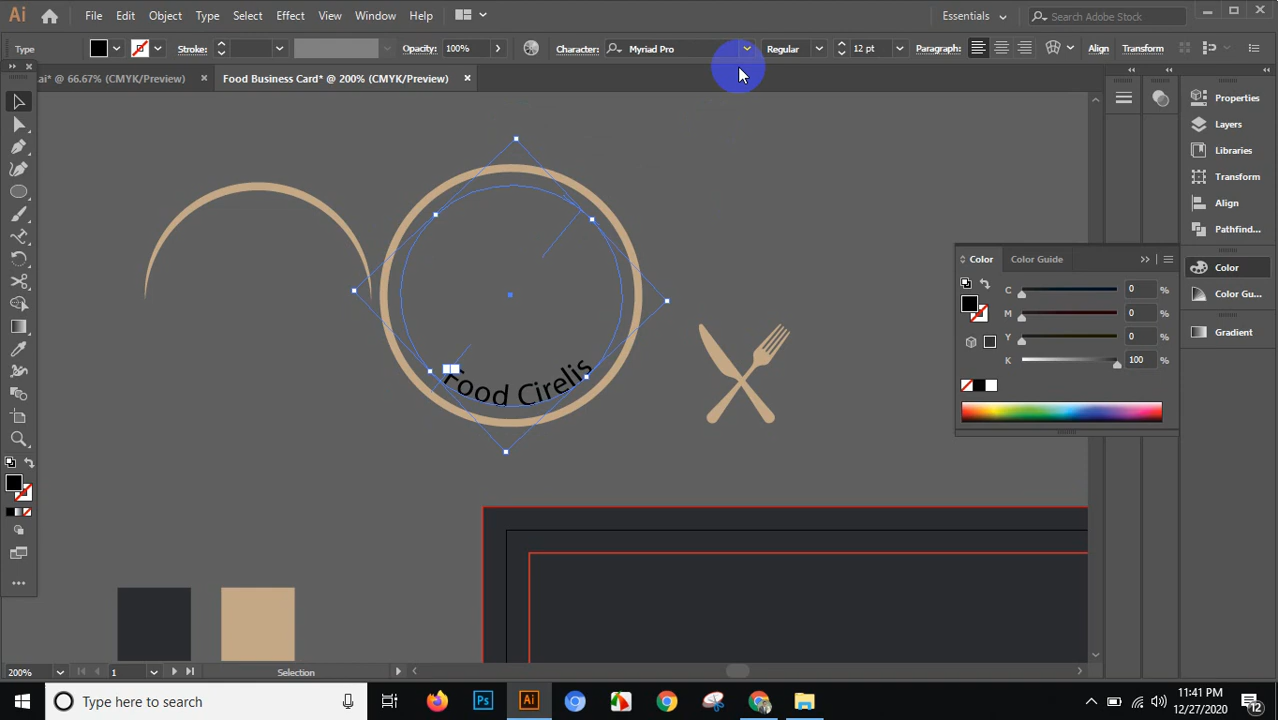 Ai File Edit Object Type Select Effect View Window Help Essentials Search Adobe Stock
Type Stroke: Opacity: 100% Character: Myriad Pro Regular 12 pt Paragraph: Align Transform
ai* @ 66.67% (CMYK/Preview) × Food Business Card* @ 200% (CMYK/Preview) ×
Properties
Layers
Libraries
Transform
Align
Pathfind...
Color
Color Gu...
Gradient
Color Color Guide
C 0 %
M 0 %
Y 0 %
K 100 %
Food Cirelis
200% 1 Selection
Type here to search Ps Ai 11:41 PM
12/27/2020 12